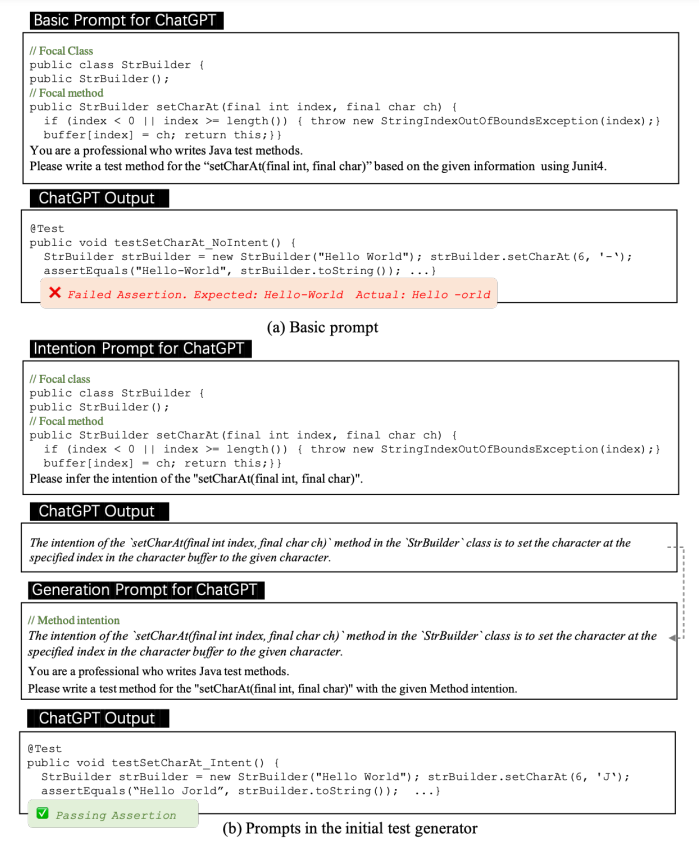 Basic Prompt for ChatGPT
// Focal Class
public class StrBuilder {
public StrBuilder();
// Focal method
public StrBuilder setCharAt(final int index, final char ch) {
if (index < 0 || index >= length()) { throw new StringIndexOutOfBoundsException(index);}
buffer[index] = ch; return this;}}
You are a professional who writes Java test methods.
Please write a test method for the “setCharAt(final int, final char)” based on the given information using Junit4.
ChatGPT Output
@Test
public void testSetCharAt_NoIntent() {
StrBuilder strBuilder = new StrBuilder("Hello World"); strBuilder.setCharAt(6, '-‘);
assertEquals("Hello-World", strBuilder.toString()); ...}
❌ Failed Assertion. Expected: Hello-World Actual: Hello -orld
(a) Basic prompt
Intention Prompt for ChatGPT
// Focal class
public class StrBuilder {
public StrBuilder();
// Focal method
public StrBuilder setCharAt(final int index, final char ch) {
if (index < 0 || index >= length()) { throw new StringIndexOutOfBoundsException(index);}
buffer[index] = ch; return this;}}
Please infer the intention of the "setCharAt(final int, final char)".
ChatGPT Output
The intention of the `setCharAt(final int index, final char ch)` method in the `StrBuilder` class is to set the character at the
specified index in the character buffer to the given character.
Generation Prompt for ChatGPT
// Method intention
The intention of the `setCharAt(final int index, final char ch)` method in the `StrBuilder` class is to set the character at the
specified index in the character buffer to the given character.
You are a professional who writes Java test methods.
Please write a test method for the "setCharAt(final int, final char)" with the given Method intention.
ChatGPT Output
@Test
public void testSetCharAt_Intent() {
StrBuilder strBuilder = new StrBuilder("Hello World"); strBuilder.setCharAt(6, 'J‘);
assertEquals(“Hello Jorld”, strBuilder.toString()); ...}
✅ Passing Assertion
(b) Prompts in the initial test generator